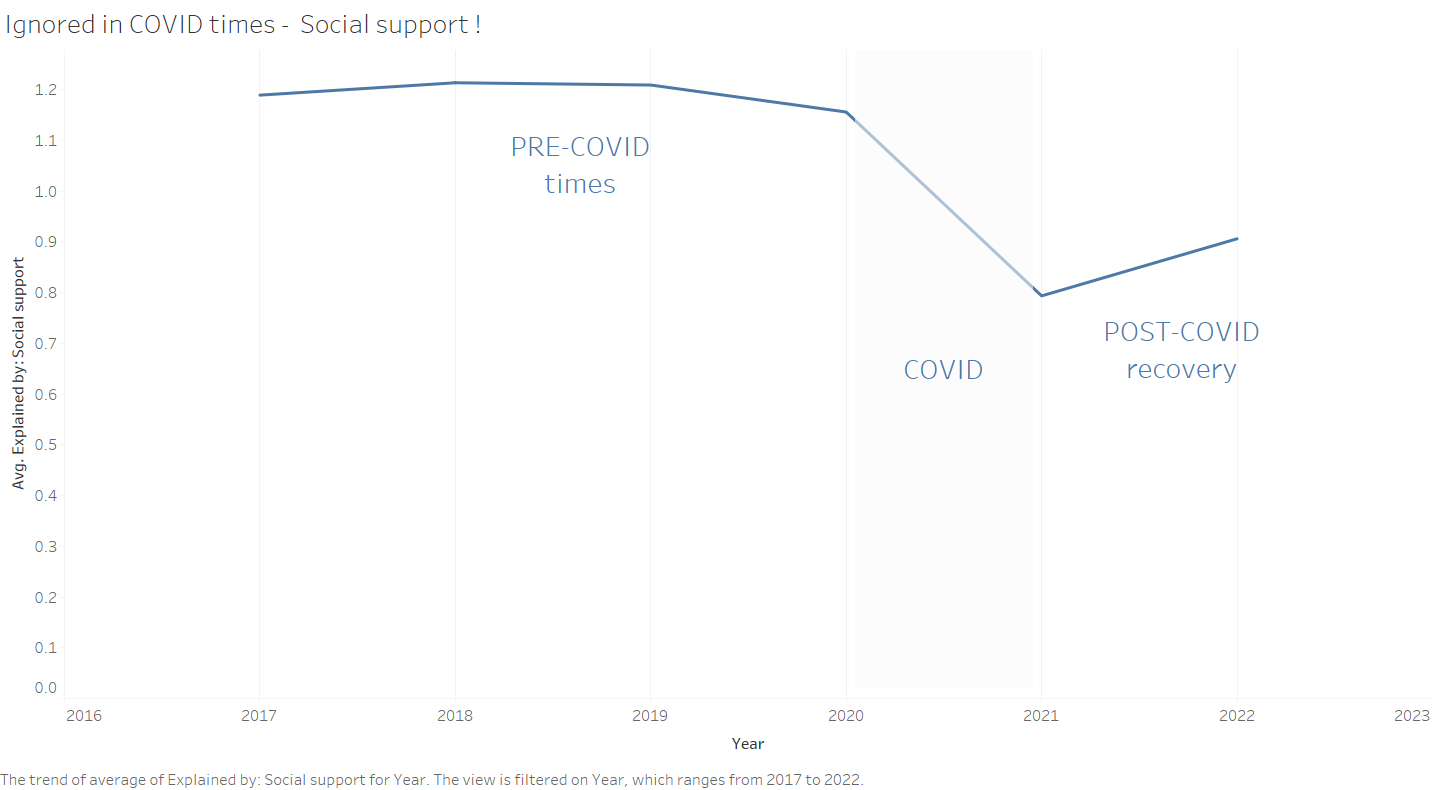 Ignored in COVID times -  Social support !
1.2
1.1
1.0
0.9
0.8
0.7
0.6
0.5
0.4
0.3
0.2
0.1
0.0
Avg. Explained by: Social support
PRE-COVID
times
COVID
POST-COVID
recovery
2016 2017 2018 2019 2020 2021 2022 2023
Year
The trend of average of Explained by: Social support for Year. The view is filtered on Year, which ranges from 2017 to 2022.